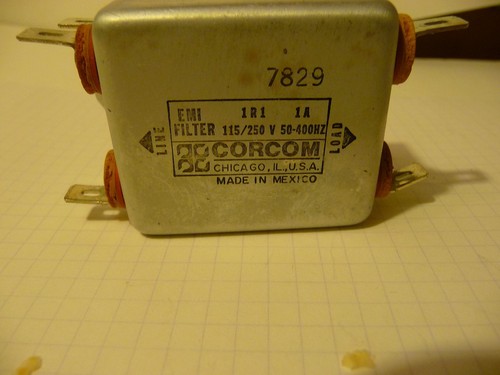 7829
EMI 1R1 1A
FILTER 115/250 V 50-400HZ
LINE
LOAD
CORCOM
CHICAGO, IL., U.S.A.
MADE IN MEXICO